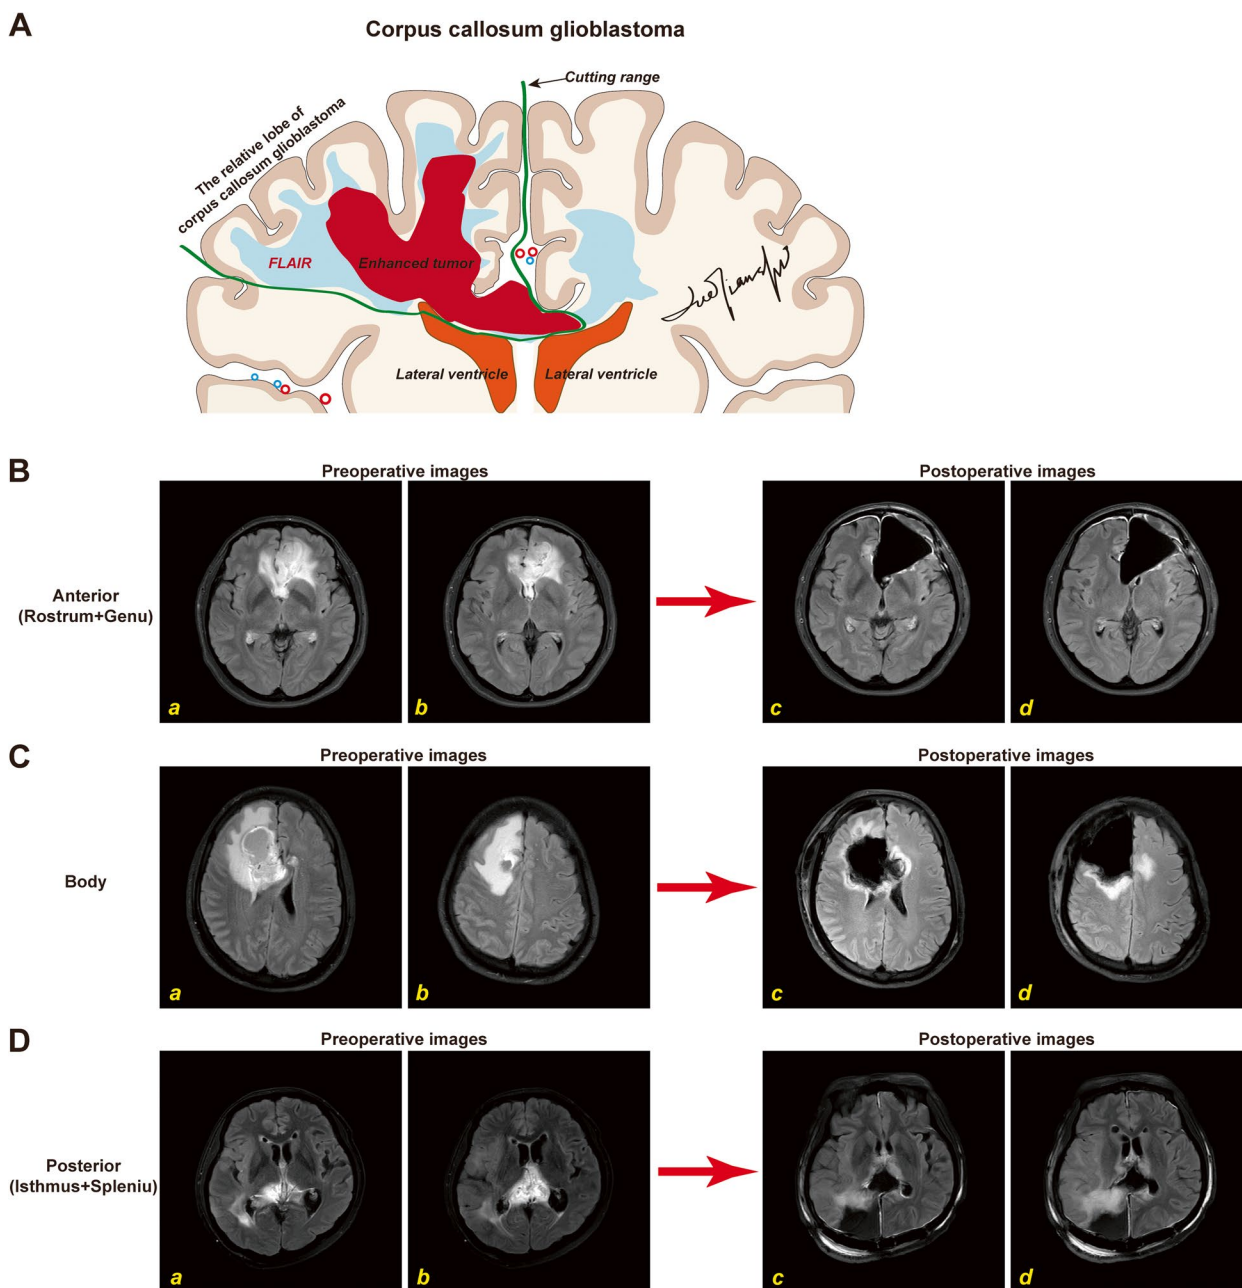 A
Corpus callosum glioblastoma
Cutting range
The relative lobe of
corpus callosum glioblastoma
FLAIR
Enhanced tumor
Lateral ventricle
Lateral ventricle
B
Preoperative images
Postoperative images
Anterior
(Rostrum+Genu)
a
b
c
d
C
Preoperative images
Postoperative images
Body
a
b
c
d
D
Preoperative images
Postoperative images
Posterior
(Isthmus+Spleniu)
a
b
c
d